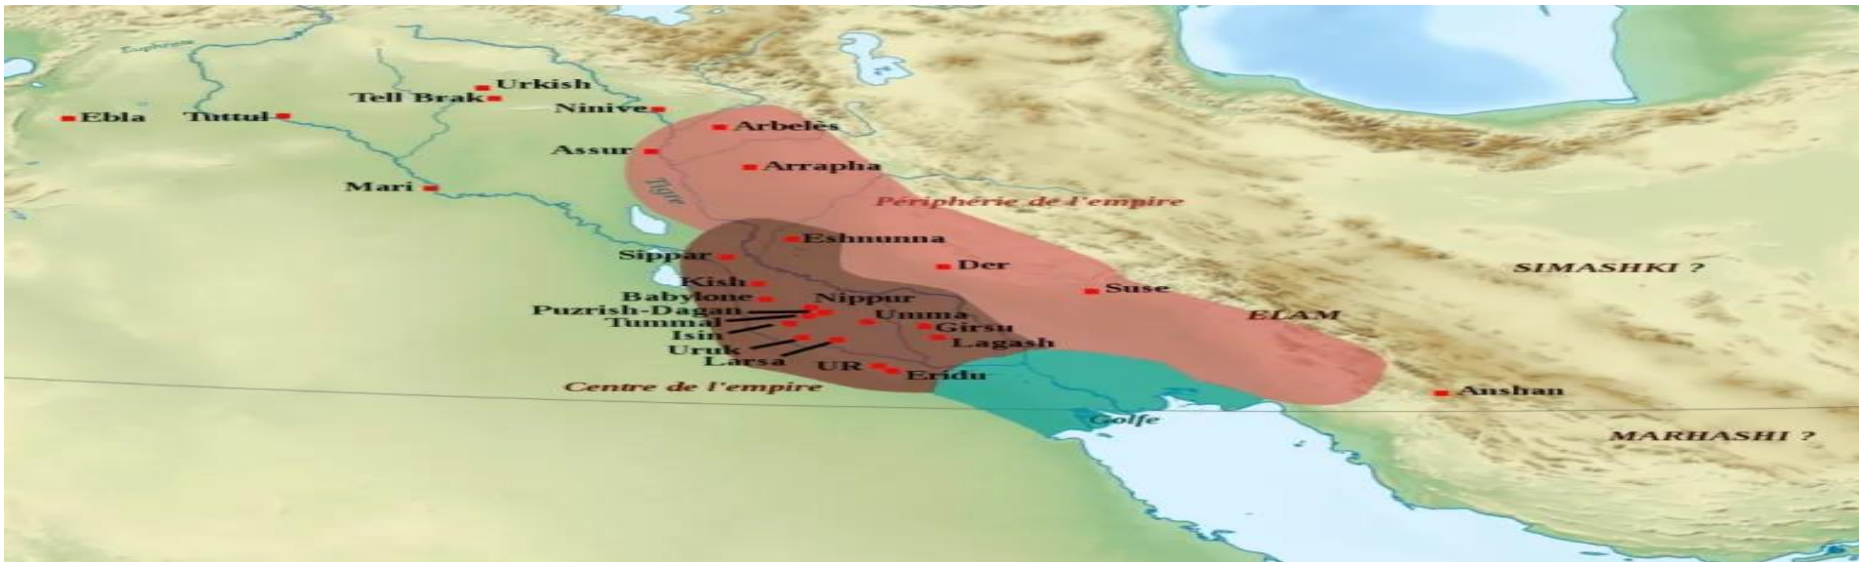 Euphrate
Urkish
Tell Brak
Ninive
Ebla
Tuttul
Arbelès
Assur
Arrapha
Mari
Tigre
Périphérie de l'empire
Eshnunna
Sippar
Der
SIMASHKI ?
Kish
Suse
Babylone
Nippur
Puzrish-Dagan
Umma
ELAM
Tummal
Girsu
Isin
Lagash
Uruk
Larsa
UR
Eridu
Centre de l'empire
Anshan
Golfe
MARHASHI ?